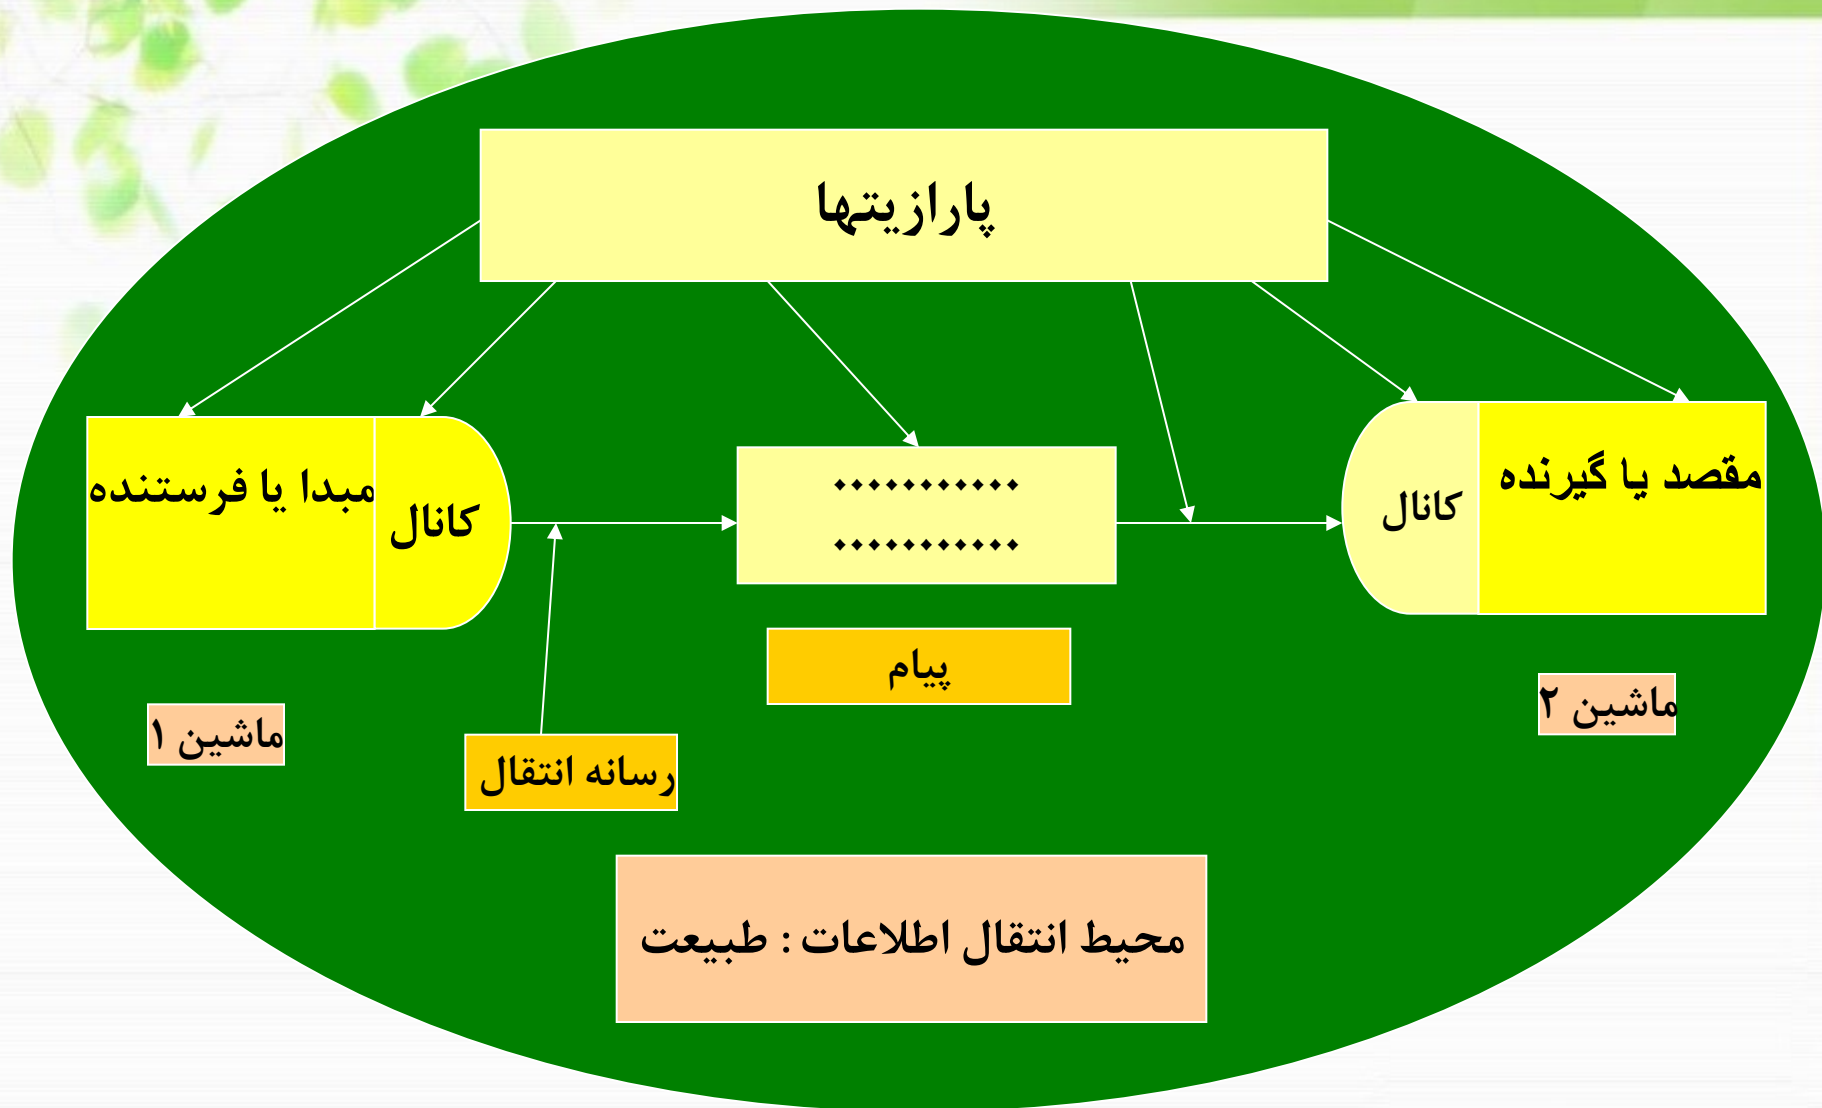 پارازیتها
مقصد یا گیرنده
کانال
...........
...........
کانال
مبدا یا فرستنده
پیام
ماشین ۲
ماشین ۱
رسانه انتقال
محیط انتقال اطلاعات : طبیعت